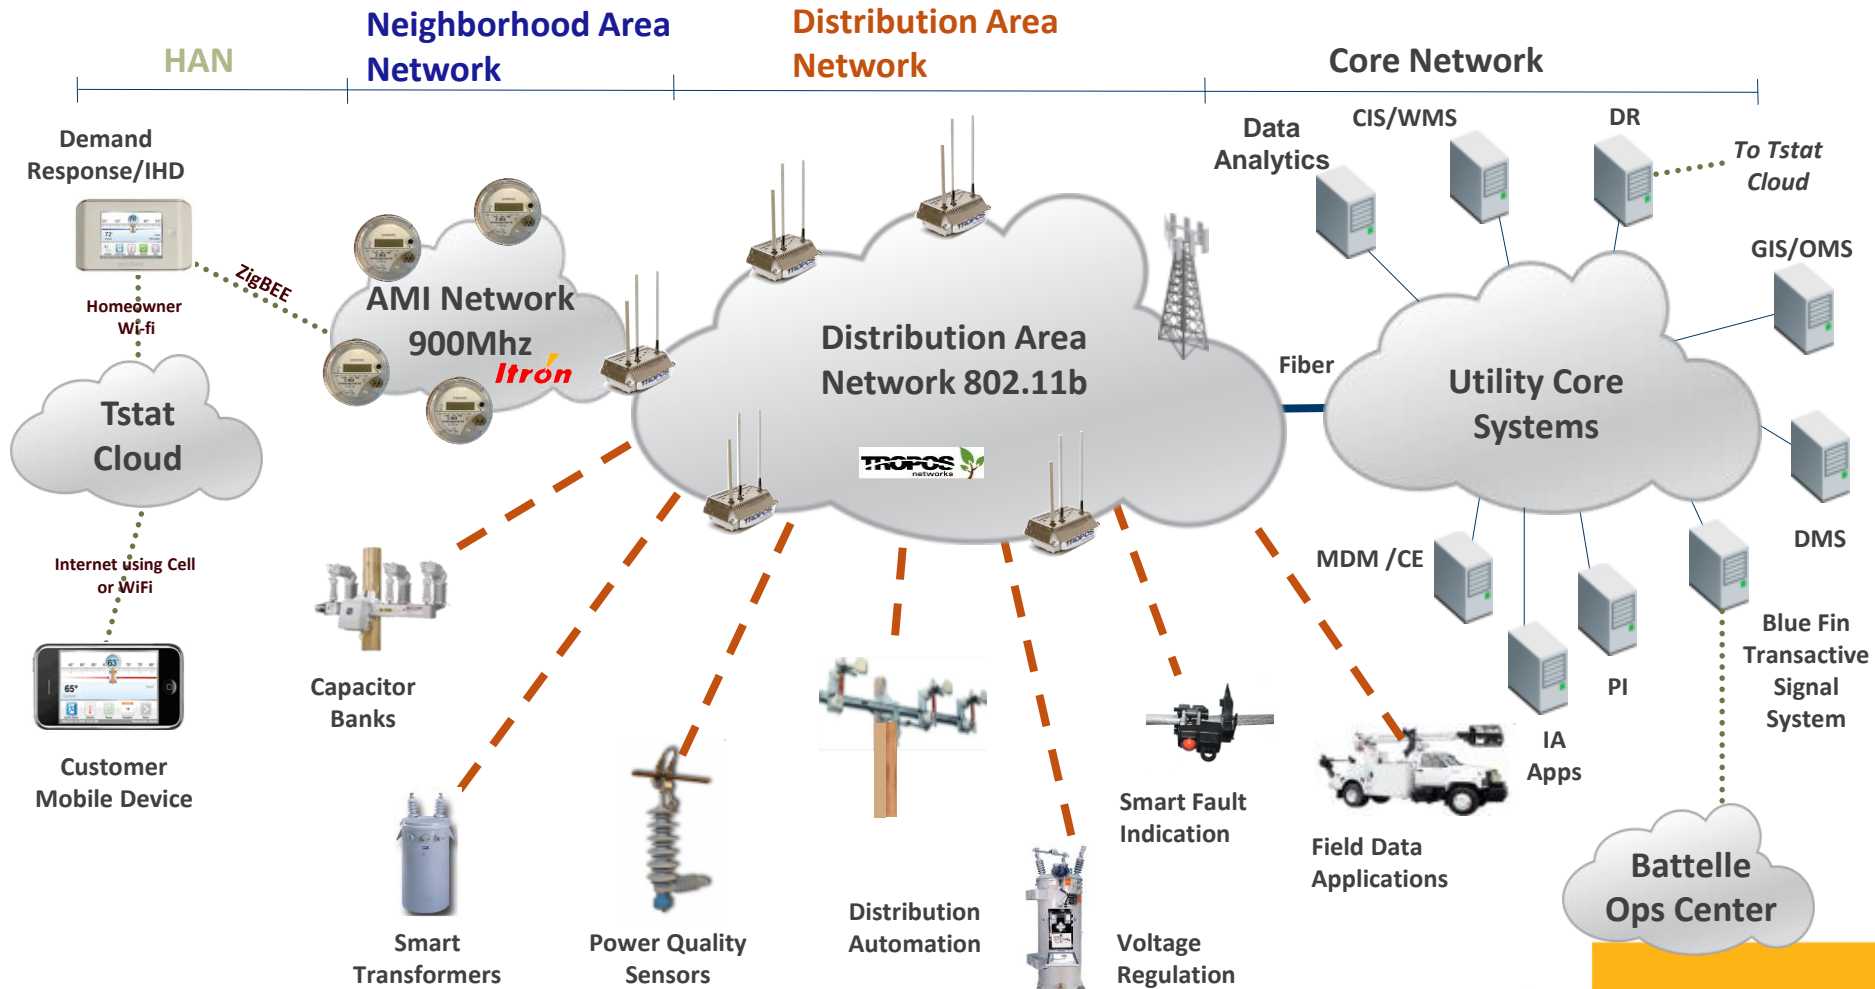 HAN
Neighborhood Area
Network
Distribution Area
Network
Core Network
Demand
Response/IHD
ZigBEE
Homeowner
Wi-fi
Tstat
Cloud
Internet using Cell
or WiFi
65°
Customer
Mobile Device
AMI Network
900Mhz
Itron
TROPOS
TROPOS
Distribution Area
Network 802.11b
TROPOS
networks
Fiber
Data
Analytics
CIS/WMS
DR
To Tstat
Cloud
GIS/OMS
Utility Core
Systems
DMS
MDM /CE
IA
Apps
PI
Blue Fin
Transactive
Signal
System
Battelle
Ops Center
Capacitor
Banks
Smart
Transformers
Power Quality
Sensors
Distribution
Automation
Voltage
Regulation
Smart Fault
Indication
Field Data
Applications